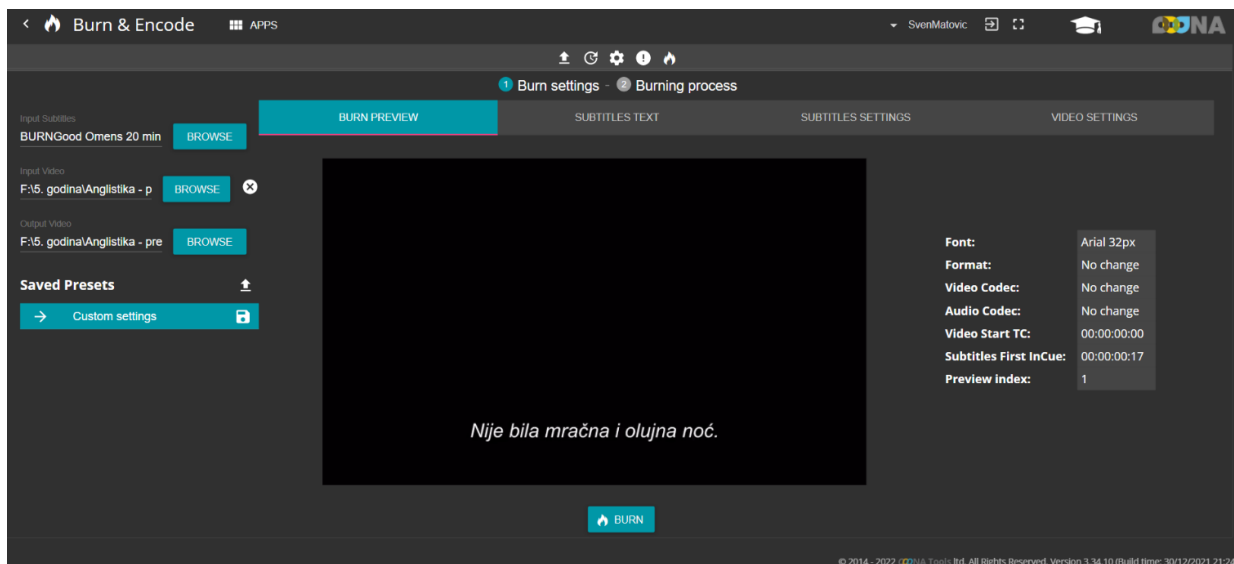 Burn & Encode
APPS
SvenMatovic
OOONA
1 Burn settings - 2 Burning process
Input Subtitles
BURNGood Omens 20 min
BROWSE
Input Video
F:\5. godina\Anglistika - p
BROWSE
Output Video
F:\5. godina\Anglistika - pre
BROWSE
Saved Presets
Custom settings
BURN PREVIEW
SUBTITLES TEXT
SUBTITLES SETTINGS
VIDEO SETTINGS
Nije bila mračna i olujna noć.
Font: Arial 32px
Format: No change
Video Codec: No change
Audio Codec: No change
Video Start TC: 00:00:00:00
Subtitles First InCue: 00:00:00:17
Preview index: 1
BURN
© 2014 - 2022 OOONA Tools ltd. All Rights Reserved. Version 3.34.10 (Build time: 30/12/2021 21:24